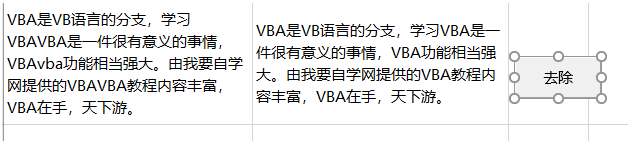 VBA是VB语言的分支，学习
VBAVBA是一件很有意义的事情，
VBAvba功能相当强大。由我要自学
网提供的VBAVBA教程内容丰富，
VBA在手，天下游。
VBA是VB语言的分支，学习VBA是一
件很有意义的事情，VBA功能相当强
大。由我要自学网提供的VBA教程内
容丰富，VBA在手，天下游。
去除